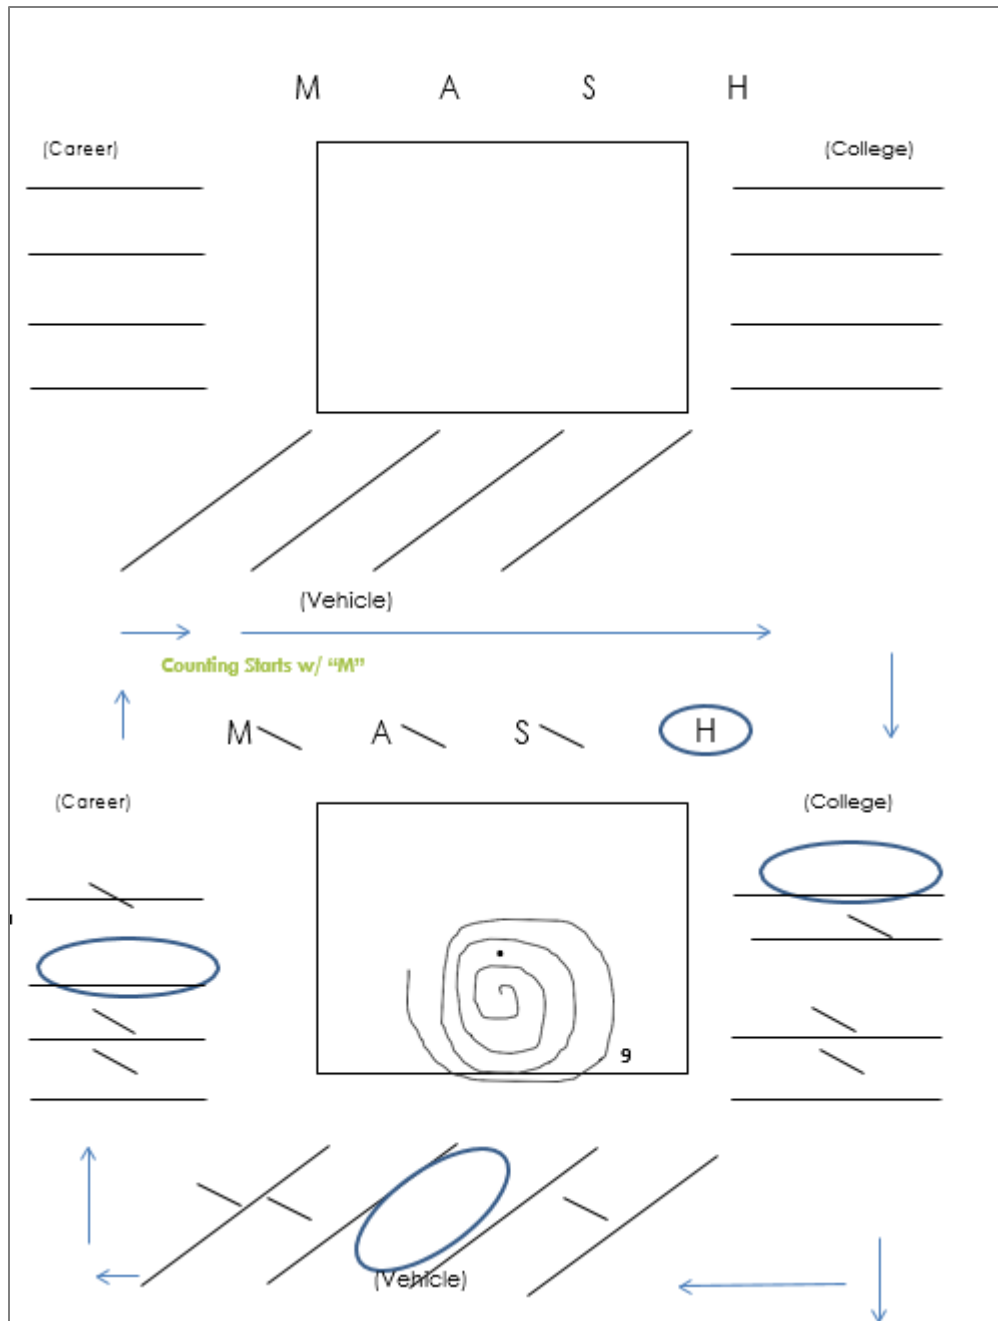 M A S H
(Career) (College)
(Vehicle)
Counting Starts w/ “M”
M A S H
(Career) (College)
9
(Vehicle)